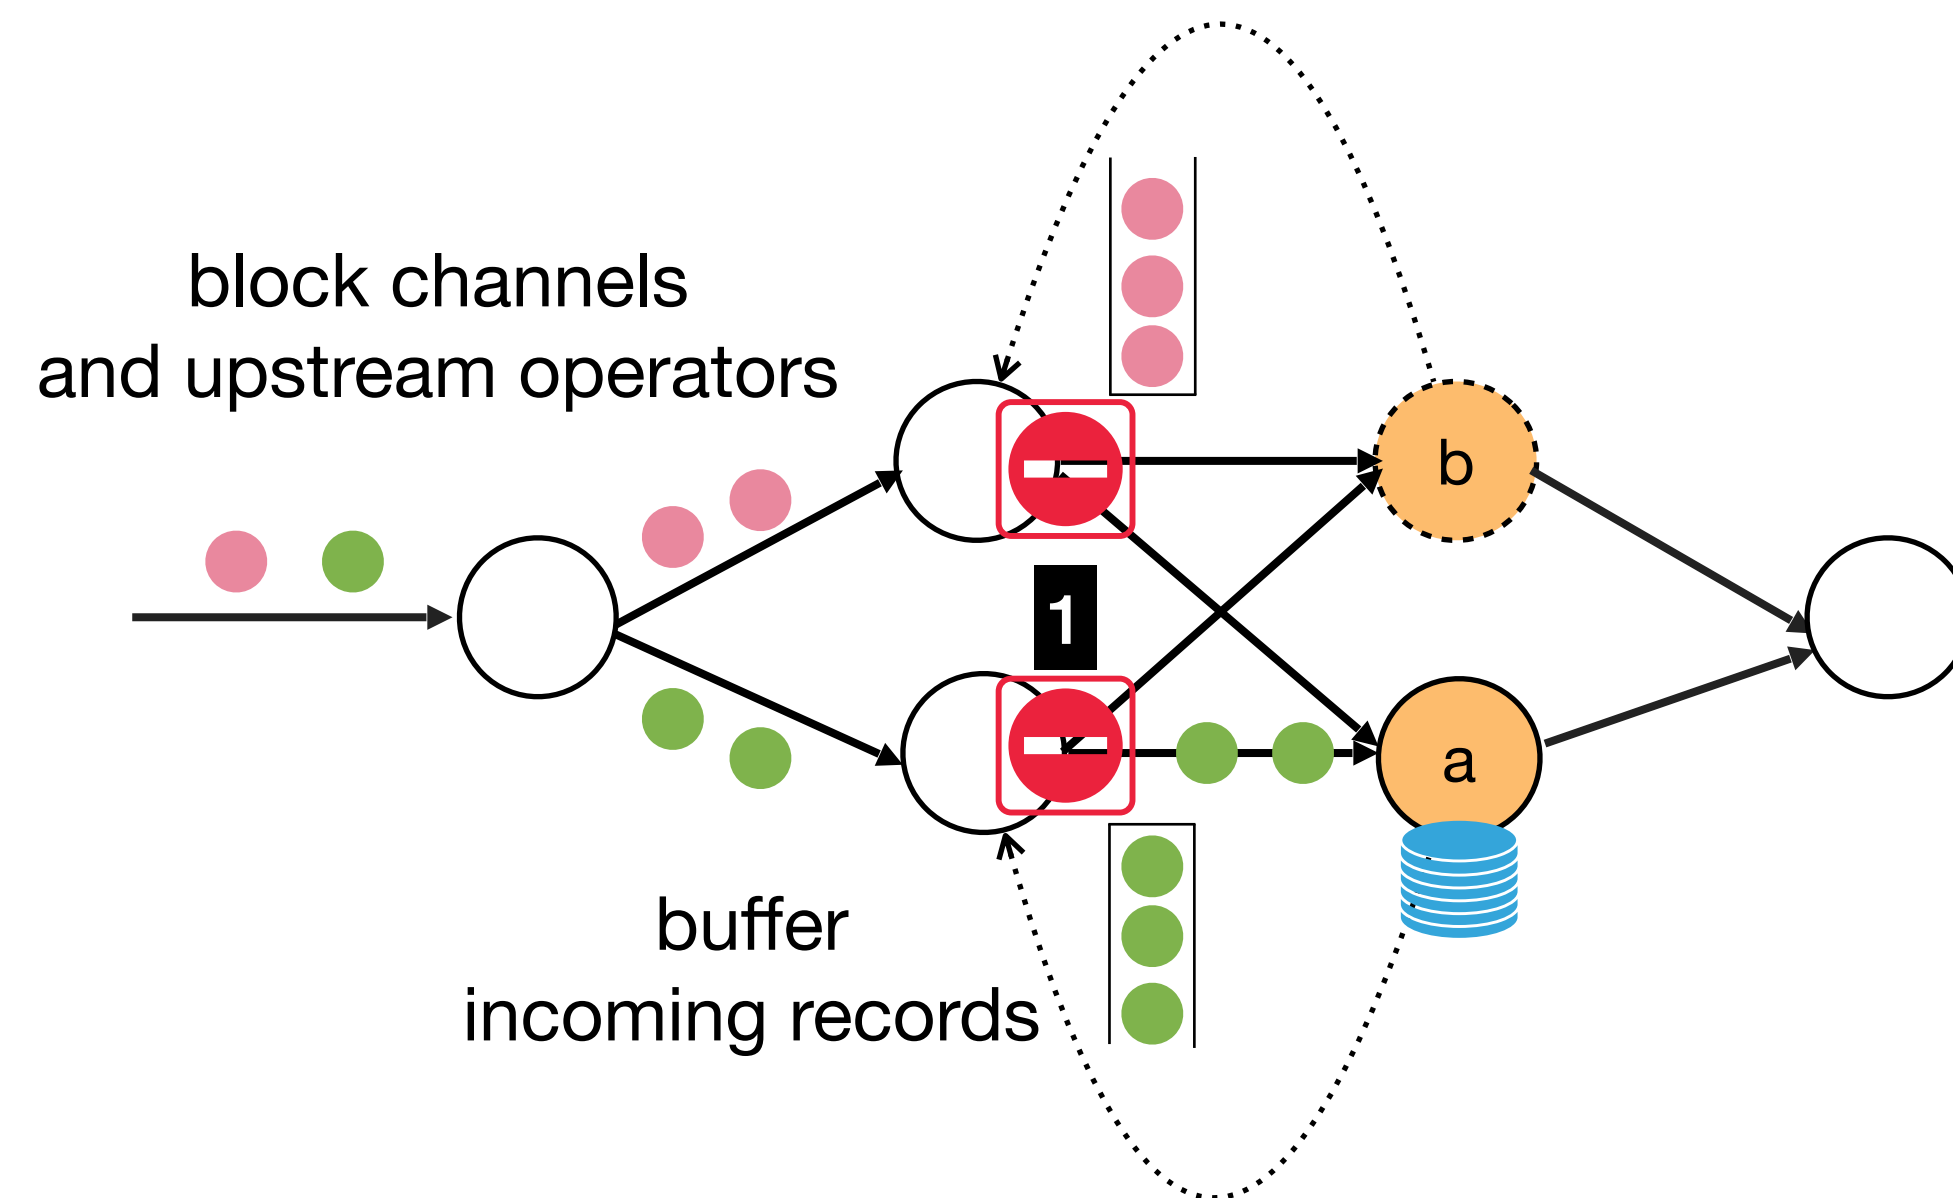 block channels
and upstream operators
b
1
a
buffer
incoming records